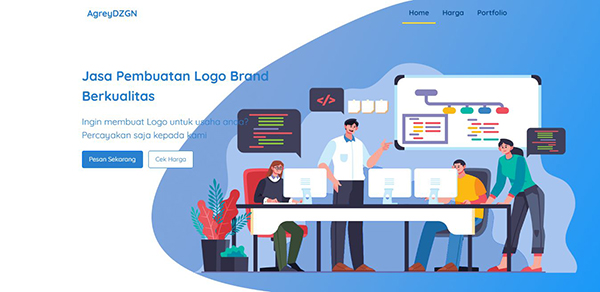 AgreyDZGN
Home Harga Portfolio
Jasa Pembuatan Logo Brand
Berkualitas
Ingin membuat Logo untuk usaha anda?
Percayakan saja kepada kami
Pesan Sekarang Cek Harga
</>